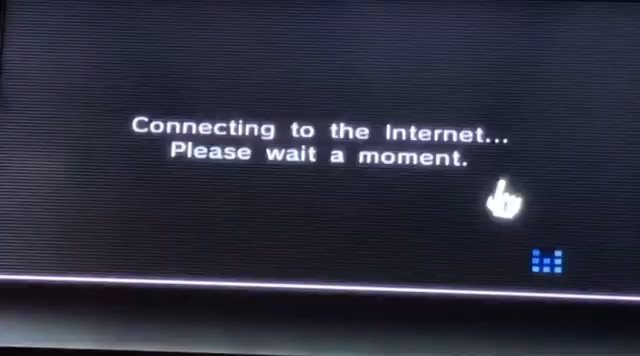 Connecting to the Internet...
Please wait a moment.